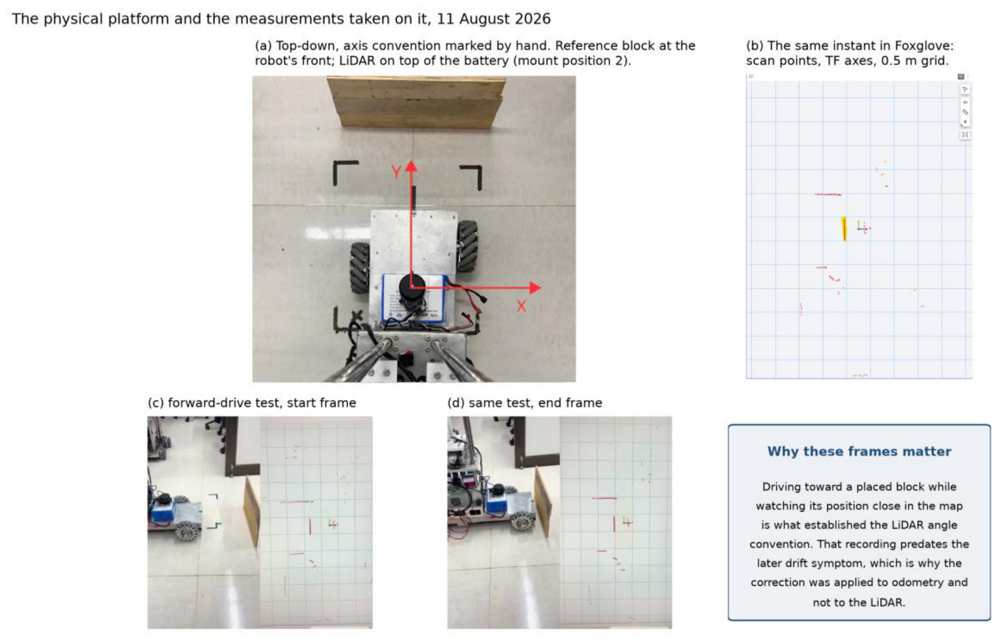 The physical platform and the measurements taken on it, 11 August 2026
(a) Top-down, axis convention marked by hand. Reference block at the
robot's front; LiDAR on top of the battery (mount position 2).
(b) The same instant in Foxglove:
scan points, TF axes, 0.5 m grid.
Y
X
(c) forward-drive test, start frame
(d) same test, end frame
Why these frames matter
Driving toward a placed block while
watching its position close in the map
is what established the LiDAR angle
convention. That recording predates the
later drift symptom, which is why the
correction was applied to odometry and
not to the LiDAR.